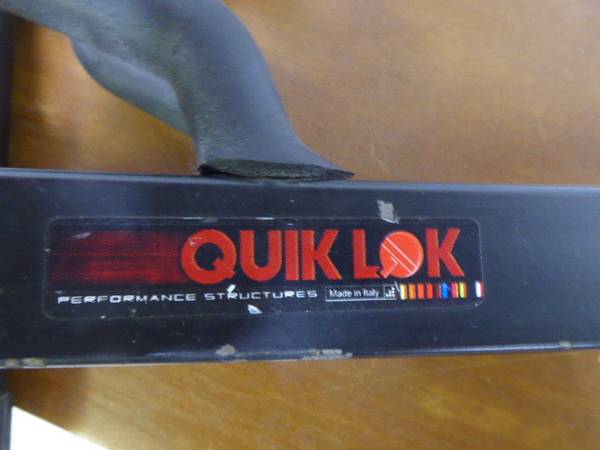 QUIK LOK
PERFORMANCE STRUCTURES Made in Italy